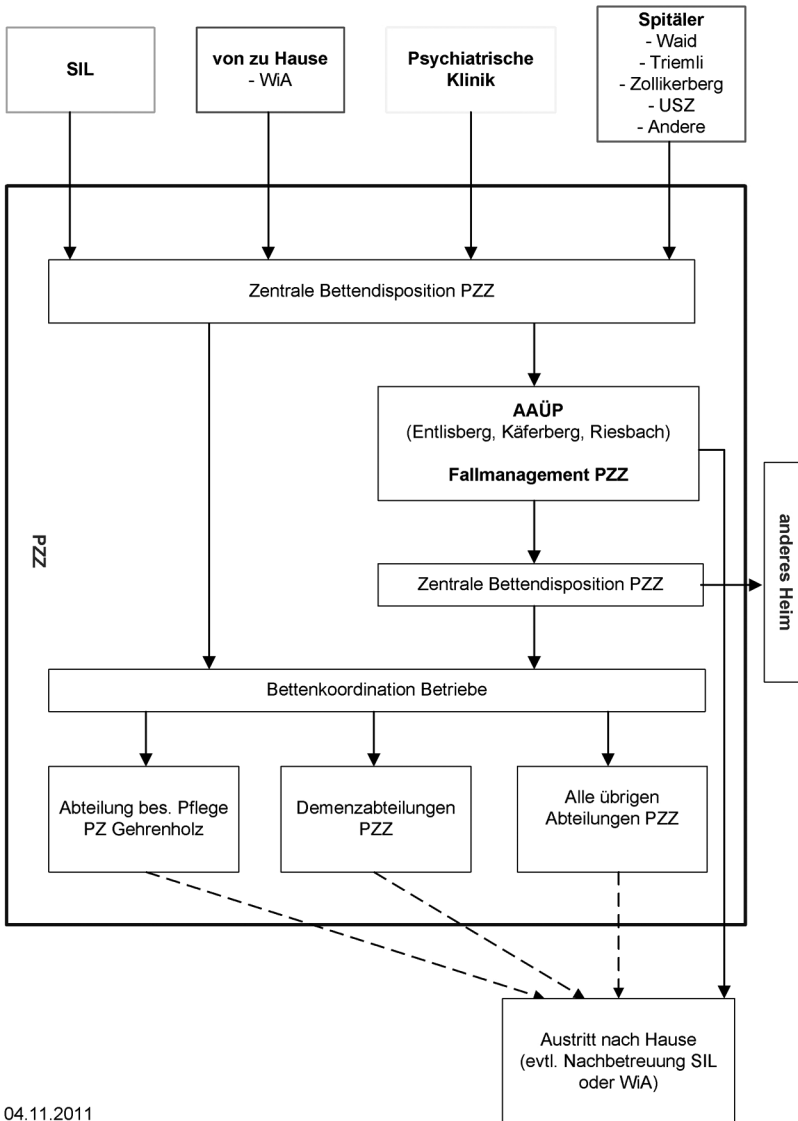 SIL
von zu Hause
- WiA
Psychiatrische
Klinik
Spitäler
- Waid
- Triemli
- Zollikerberg
- USZ
- Andere
Zentrale Bettendisposition PZZ
AAÜP
(Entlisberg, Käferberg, Riesbach)
Fallmanagement PZZ
PZZ
Zentrale Bettendisposition PZZ
anderes Heim
Bettenkoordination Betriebe
Abteilung bes. Pflege
PZ Gehrenholz
Demenzabteilungen
PZZ
Alle übrigen
Abteilungen PZZ
Austritt nach Hause
(evtl. Nachbetreuung SIL
oder WiA)
04.11.2011